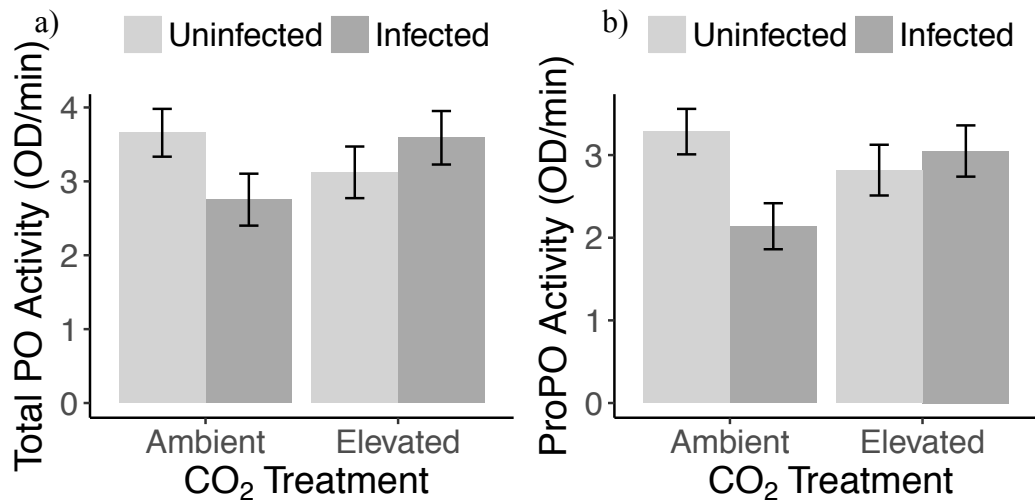 a)
Uninfected Infected
Total PO Activity (OD/min)
4
3
2
1
0
Ambient Elevated
CO₂ Treatment
b)
Uninfected Infected
ProPO Activity (OD/min)
3
2
1
0
Ambient Elevated
CO₂ Treatment